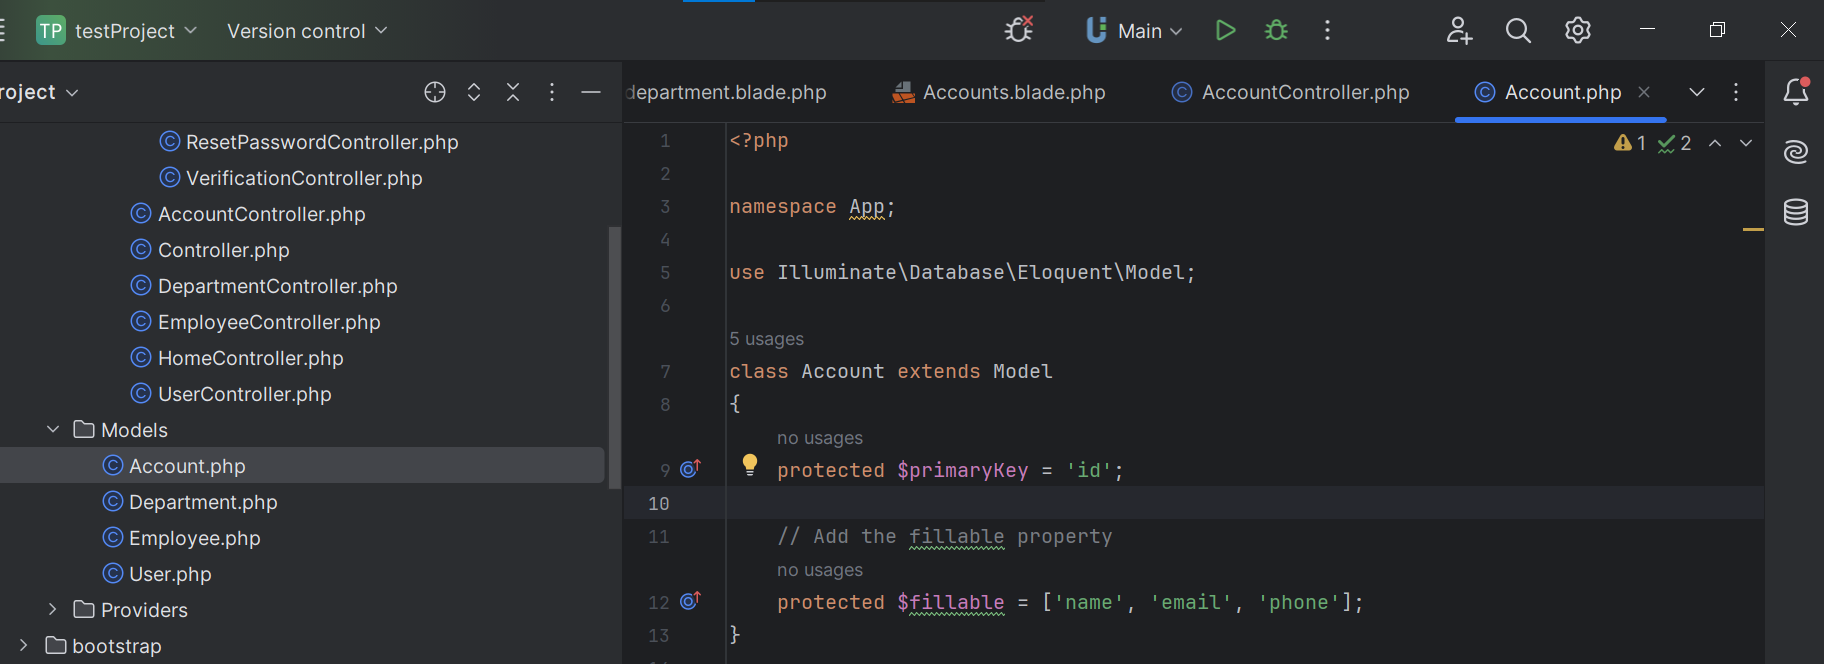 TP testProject Version control Main
roject
department.blade.php Accounts.blade.php AccountController.php Account.php
ResetPasswordController.php
VerificationController.php
AccountController.php
Controller.php
DepartmentController.php
EmployeeController.php
HomeController.php
UserController.php
Models
Account.php
Department.php
Employee.php
User.php
Providers
bootstrap
1 <?php
1 2
2
3 namespace App;
4
5 use Illuminate\Database\Eloquent\Model;
6
5 usages
7 class Account extends Model
8 {
no usages
9 protected $primaryKey = 'id';
10
11 // Add the fillable property
no usages
12 protected $fillable = ['name', 'email', 'phone'];
13 }